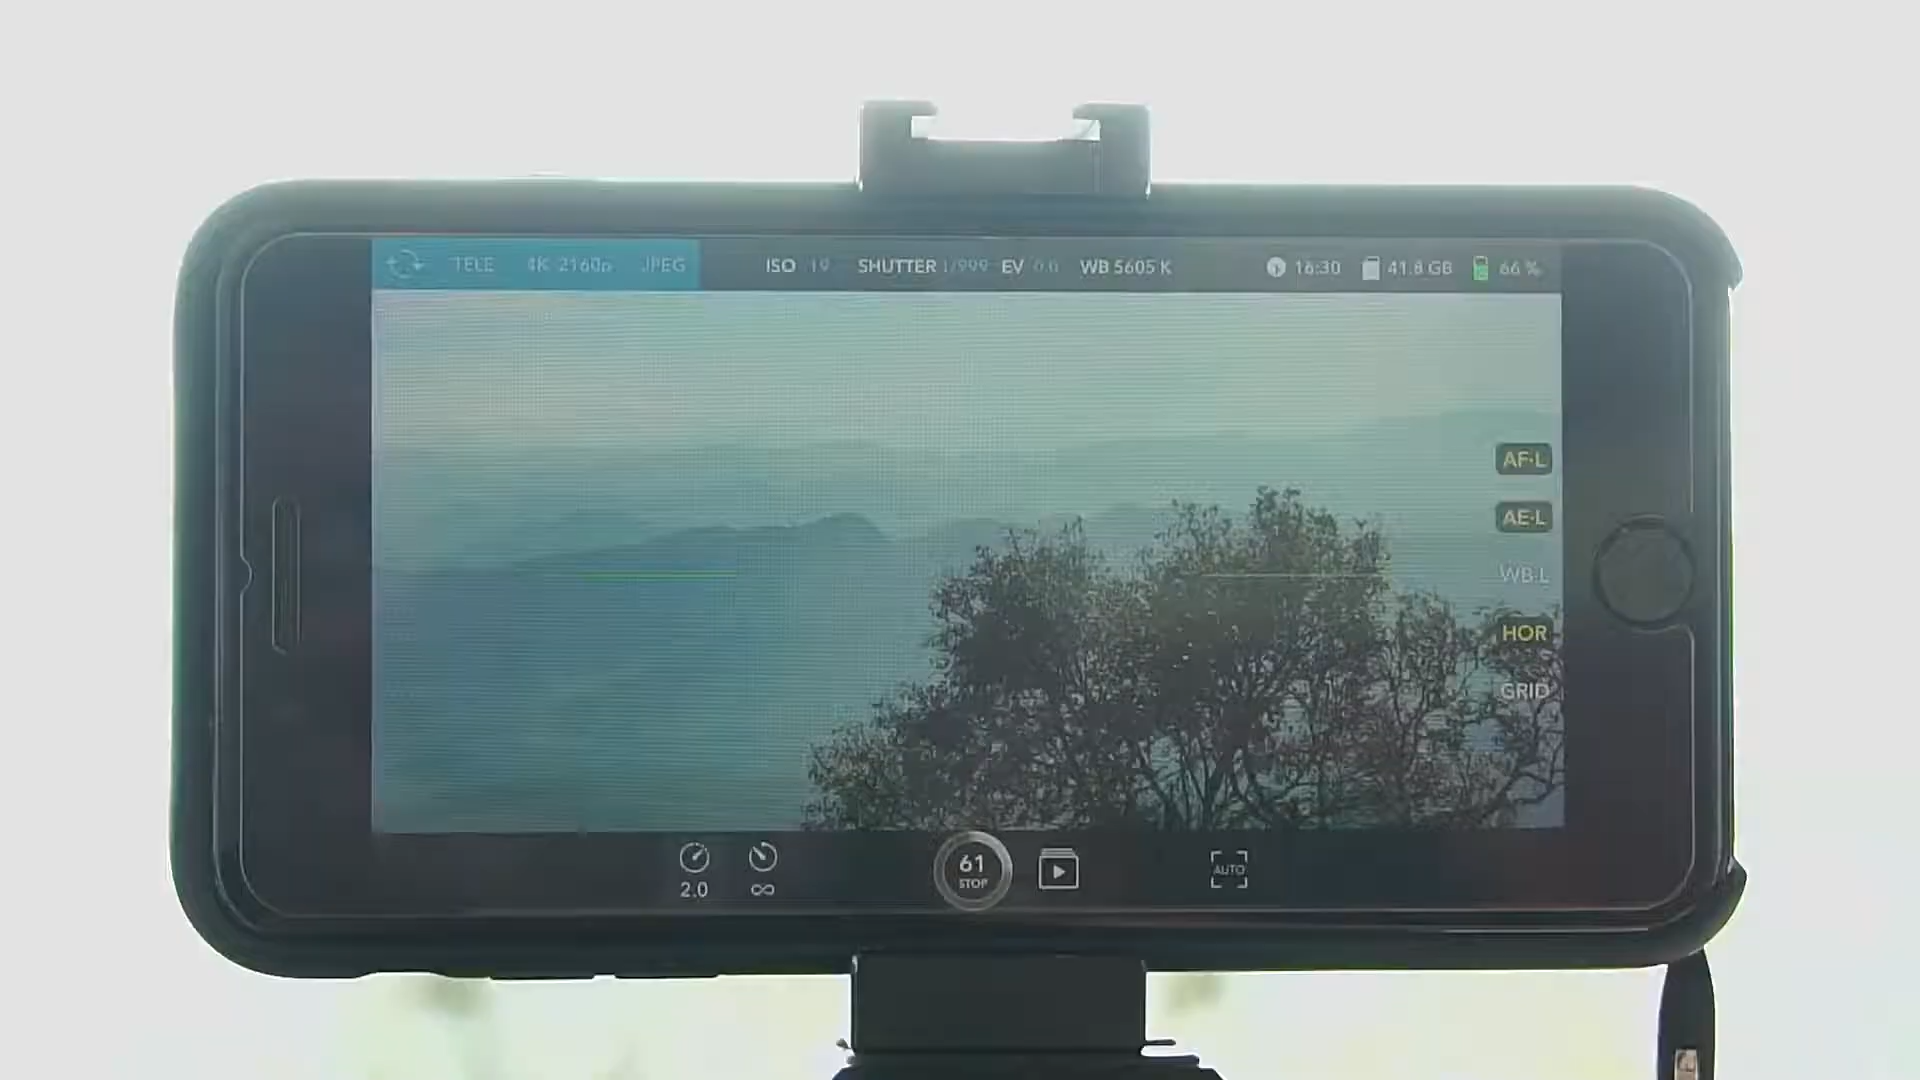 TELE 4K 2160p JPEG ISO 19 SHUTTER 1/999 EV 0.0 WB 5605 K 16:30 41.8 GB 66 %
AF-L
AE-L
WB-L
HOR
GRID
61
STOP
AUTO
2.0 ∞